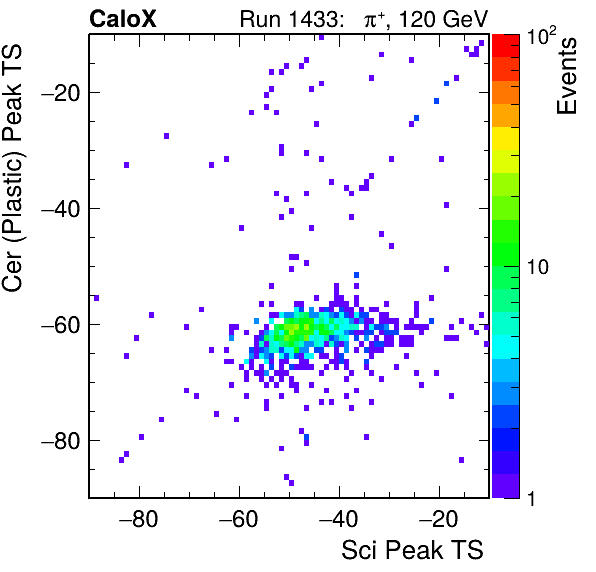 CaloX Run 1433: π⁺, 120 GeV
Cer (Plastic) Peak TS
−20
−40
−60
−80
−80 −60 −40 −20
Sci Peak TS
10²
10
1
Events